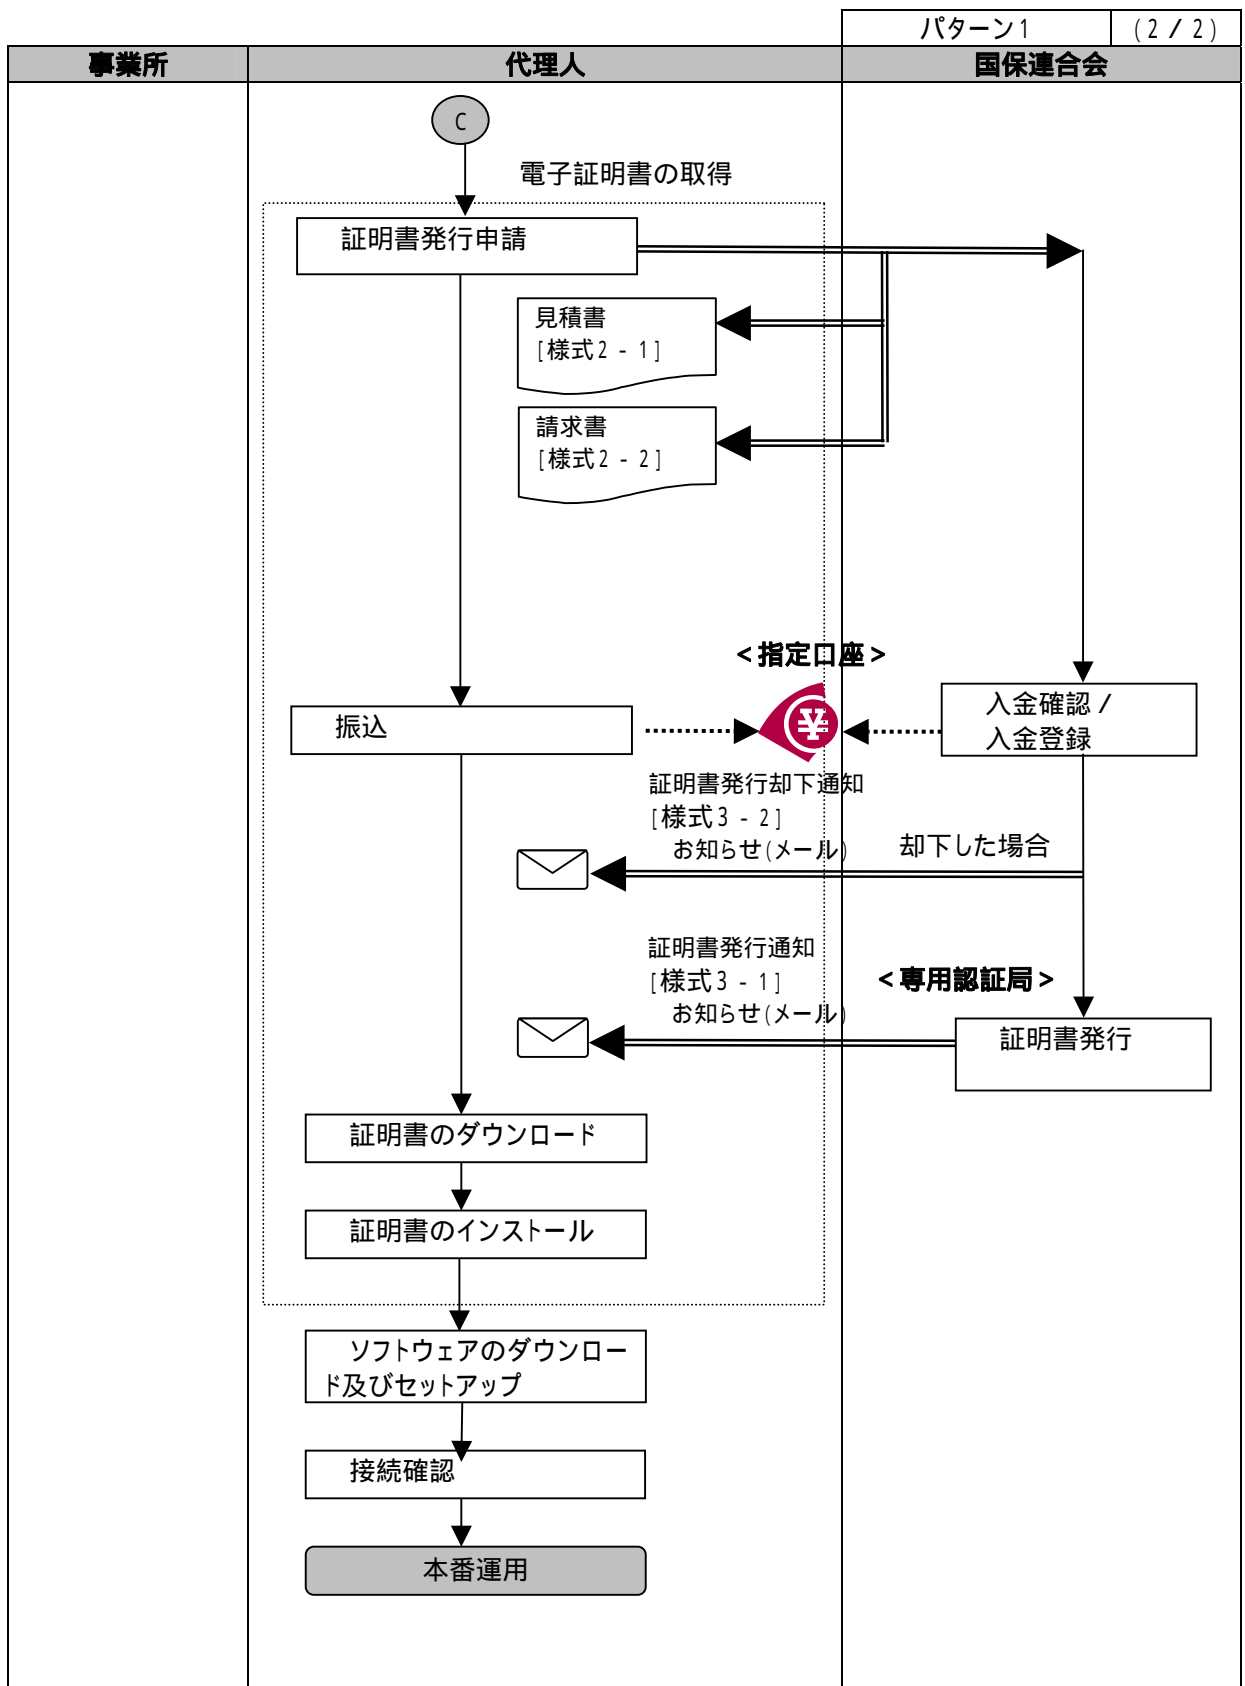 パターン1 (2/2)
事業所 代理人 国保連合会
C
電子証明書の取得
証明書発行申請
見積書
[様式2-1]
請求書
[様式2-2]
<指定口座>
振込
¥
入金確認/
入金登録
証明書発行却下通知
[様式3-2]
お知らせ(メール)
却下した場合
証明書発行通知
[様式3-1]
お知らせ(メール)
<専用認証局>
証明書発行
証明書のダウンロード
証明書のインストール
ソフトウェアのダウンロー
ド及びセットアップ
接続確認
本番運用